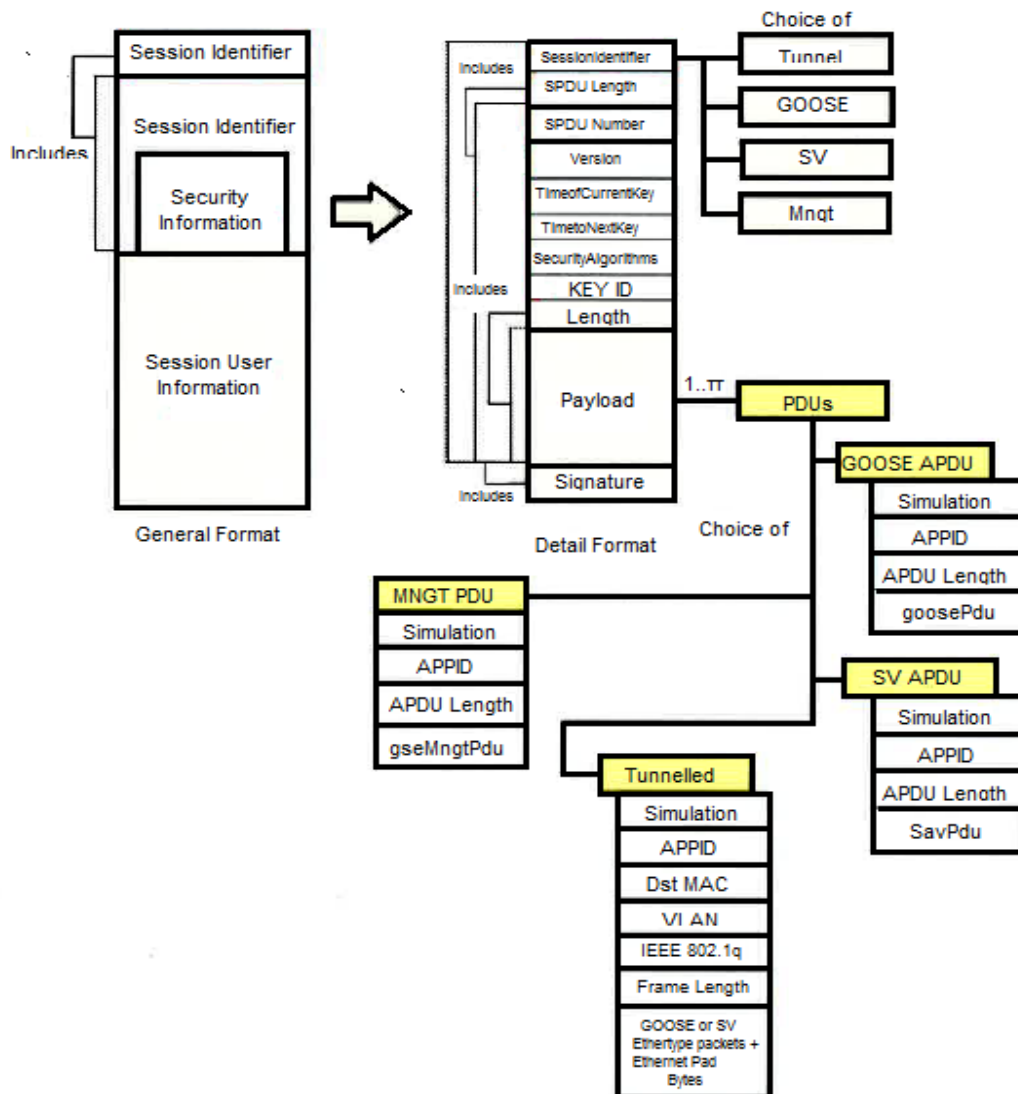 Session Identifier
Session Identifier
Includes
Security
Information
Session User
Information
General Format
Includes
SessionIdentifier
SPDU Length
SPDU Number
Version
TimeofCurrentKey
TimetoNextKey
SecurityAlgorithms
Includes
KEY ID
Length
Payload
Signature
Includes
Detail Format
Choice of
Tunnel
GOOSE
SV
Mngt
1..π
PDUs
Choice of
GOOSE APDU
Simulation
APPID
APDU Length
goosePdu
MNGT PDU
Simulation
APPID
APDU Length
gseMngtPdu
SV APDU
Simulation
APPID
APDU Length
SavPdu
Tunnelled
Simulation
APPID
Dst MAC
VLAN
IEEE 802.1q
Frame Length
GOOSE or SV
Ethertype packets +
Ethernet Pad
Bytes